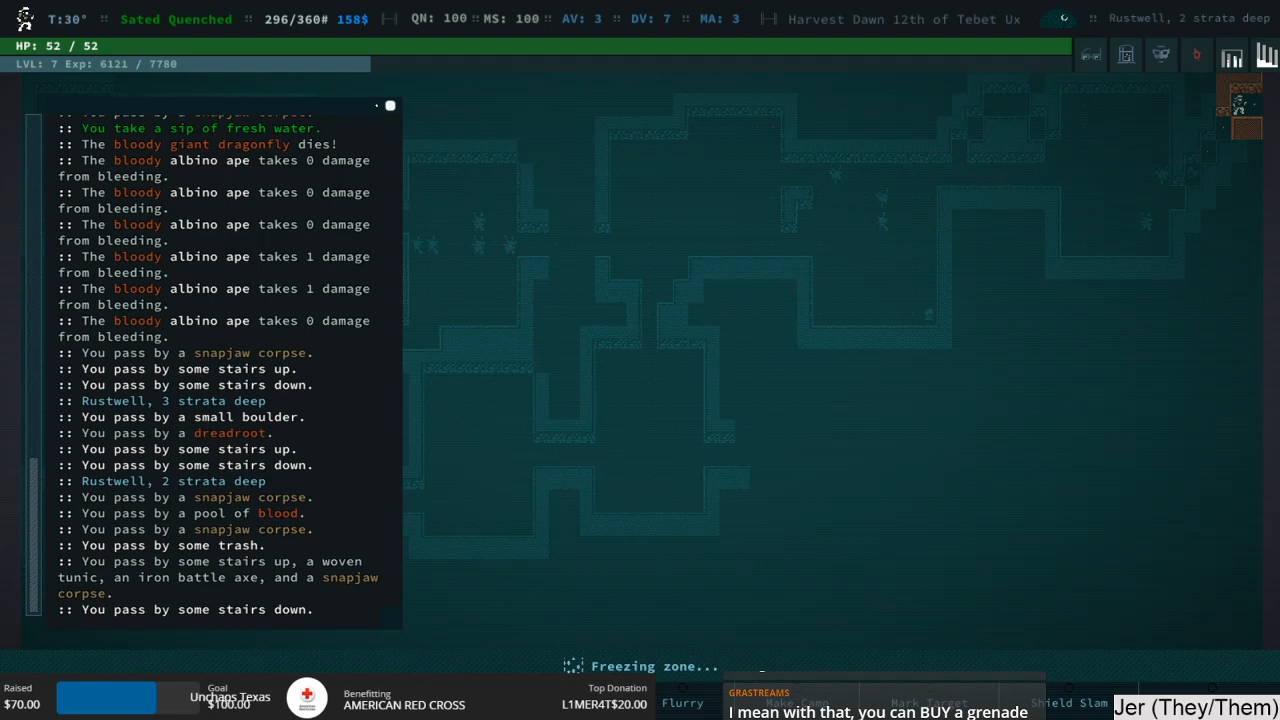 T:30° :: Sated Quenched :: 296/360# 158$ QN: 100 :: MS: 100 :: AV: 3 :: DV: 7 :: MA: 3 Harvest Dawn 12th of Tebet Ux :: Rustwell, 2 strata deep
HP: 52 / 52
LVL: 7 Exp: 6121 / 7780
:: You take a sip of fresh water.
:: The bloody giant dragonfly dies!
:: The bloody albino ape takes 0 damage
from bleeding.
:: The bloody albino ape takes 0 damage
from bleeding.
:: The bloody albino ape takes 0 damage
from bleeding.
:: The bloody albino ape takes 1 damage
from bleeding.
:: The bloody albino ape takes 1 damage
from bleeding.
:: The bloody albino ape takes 0 damage
from bleeding.
:: You pass by a snapjaw corpse.
:: You pass by some stairs up.
:: You pass by some stairs down.
:: Rustwell, 3 strata deep
:: You pass by a small boulder.
:: You pass by a dreadroot.
:: You pass by some stairs up.
:: You pass by some stairs down.
:: Rustwell, 2 strata deep
:: You pass by a snapjaw corpse.
:: You pass by a pool of blood.
:: You pass by a snapjaw corpse.
:: You pass by some trash.
:: You pass by some stairs up, a woven
tunic, an iron battle axe, and a snapjaw
corpse.
:: You pass by some stairs down.
Freezing zone...
Raised
$70.00
Goal
$100.00
Unchaos Texas
Benefitting
AMERICAN RED CROSS
Top Donation
L1MER4T$20.00
Flurry
Make Camp
Mark Target
Shield Slam
GRASTREAMS
I mean with that, you can BUY a grenade
Jer (They/Them)